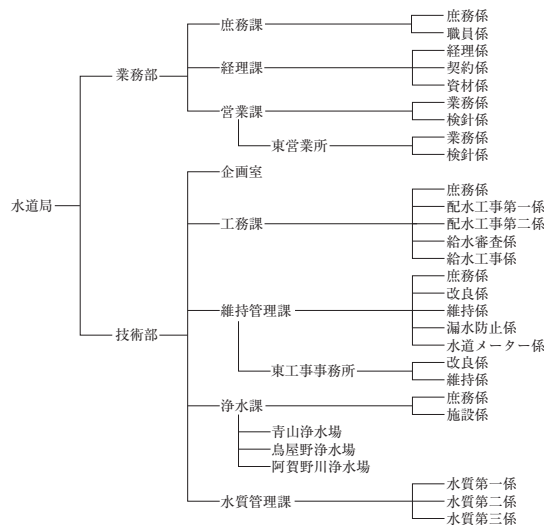 水道局
業務部
庶務課
庶務係
職員係
経理課
経理係
契約係
資材係
営業課
業務係
検針係
東営業所
業務係
検針係
技術部
企画室
工務課
庶務係
配水工事第一係
配水工事第二係
給水審査係
給水工事係
維持管理課
庶務係
改良係
維持係
漏水防止係
水道メーター係
東工事事務所
改良係
維持係
浄水課
庶務係
施設係
青山浄水場
鳥屋野浄水場
阿賀野川浄水場
水質管理課
水質第一係
水質第二係
水質第三係